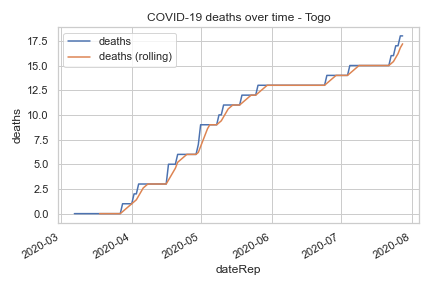 COVID-19 deaths over time - Togo
deaths
deaths (rolling)
17.5
15.0
12.5
10.0
7.5
5.0
2.5
0.0
deaths
2020-03
2020-04
2020-05
2020-06
2020-07
2020-08
dateRep